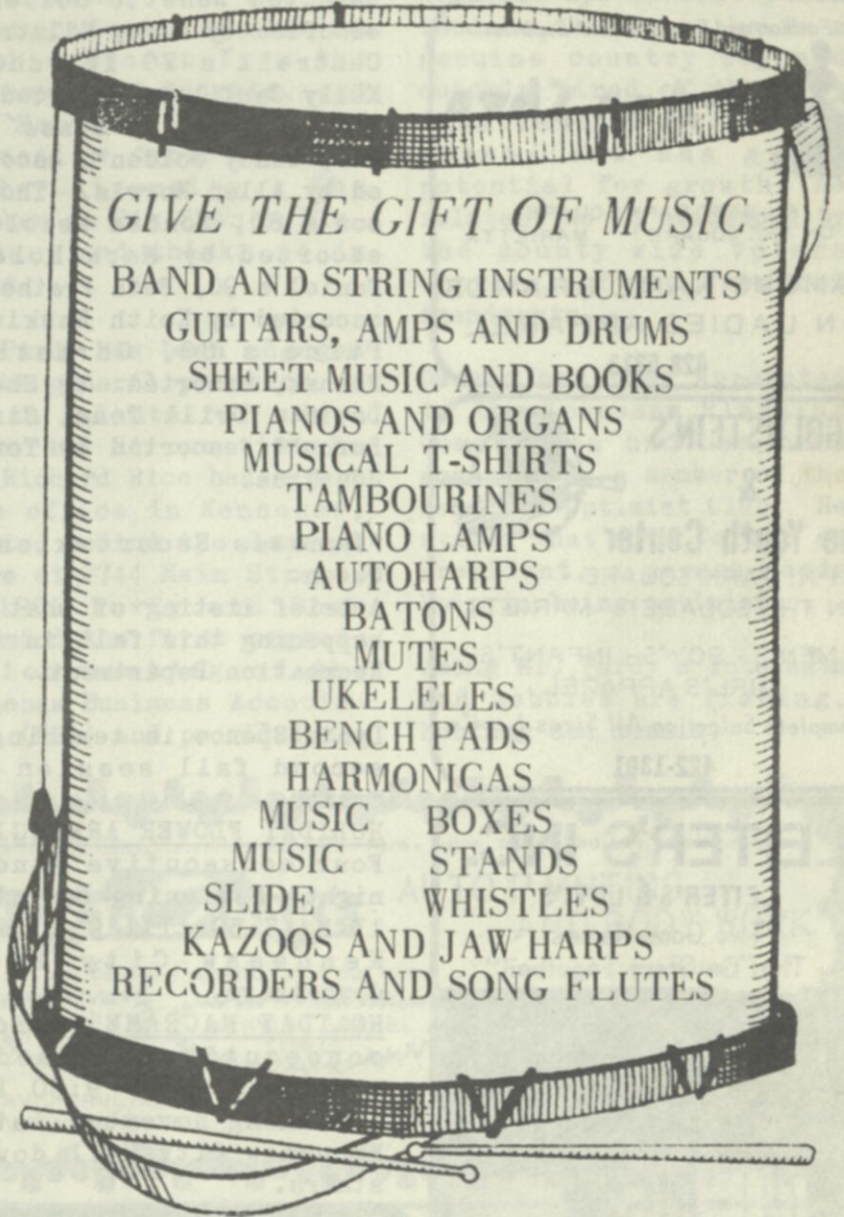 GIVE THE GIFT OF MUSIC
BAND AND STRING INSTRUMENTS
GUITARS, AMPS AND DRUMS
SHEET MUSIC AND BOOKS
PIANOS AND ORGANS
MUSICAL T-SHIRTS
TAMBOURINES
PIANO LAMPS
AUTOHARPS
BATONS
MUTES
UKELELES
BENCH PADS
HARMONICAS
MUSIC BOXES
MUSIC STANDS
SLIDE WHISTLES
KAZOOS AND JAW HARPS
RECORDERS AND SONG FLUTES